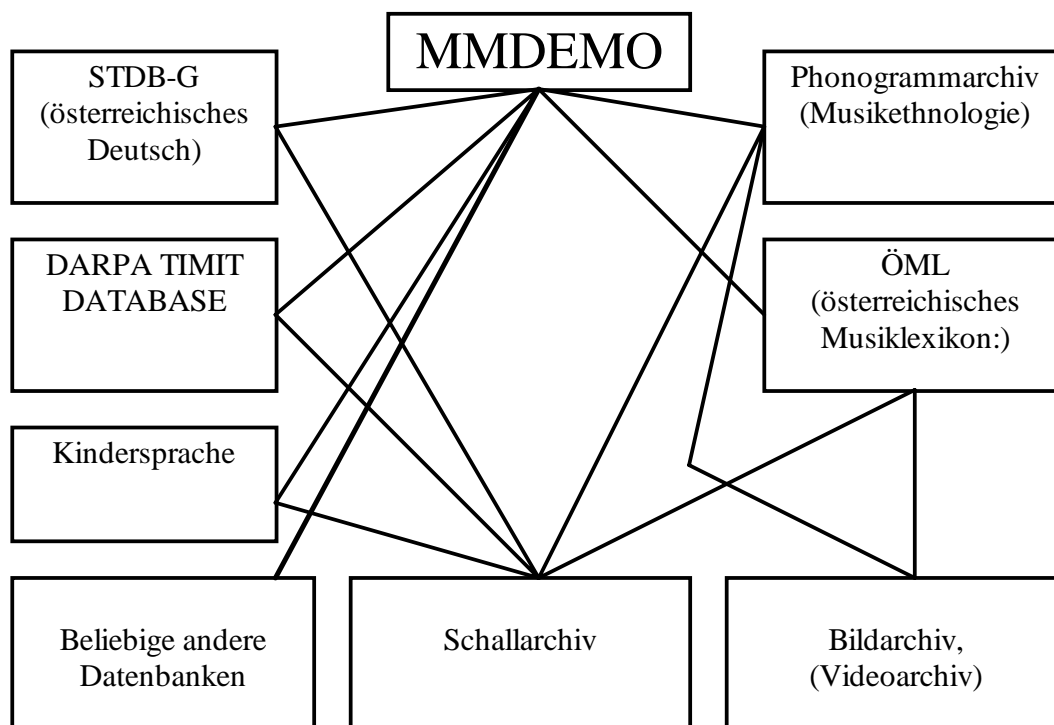 MMDEMO
STDB-G
(österreichisches
Deutsch)
Phonogrammarchiv
(Musikethnologie)
DARPA TIMIT
DATABASE
ÖML
(österreichisches
Musiklexikon:)
Kindersprache
Beliebige andere
Datenbanken
Schallarchiv
Bildarchiv,
(Videoarchiv)